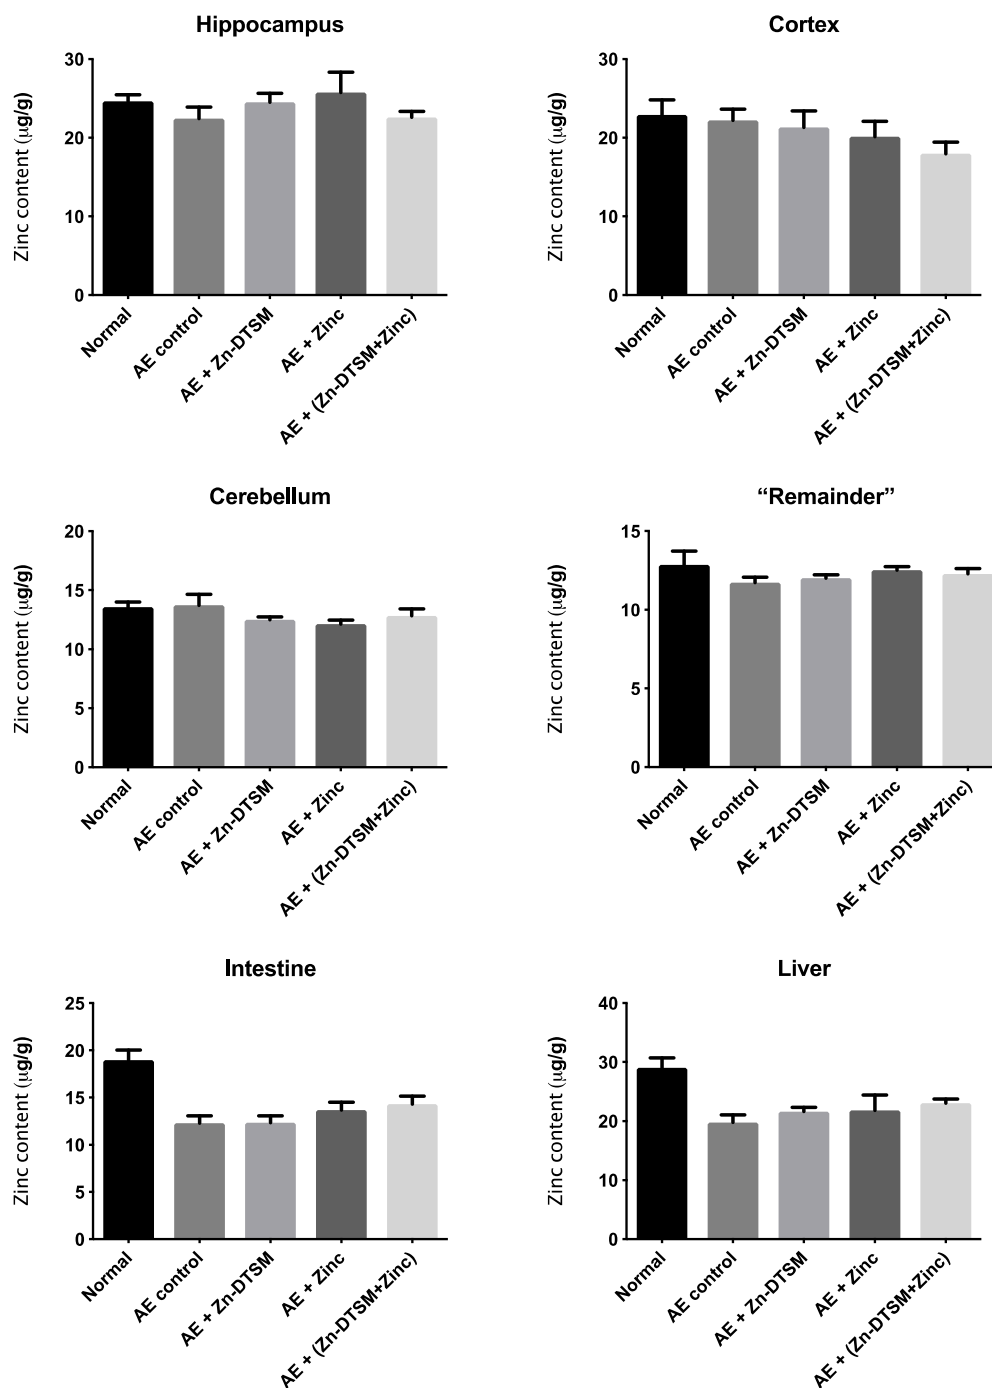 Hippocampus
Zinc content (µg/g)
30
20
10
0
Normal
AE control
AE + Zn-DTSM
AE + Zinc
AE + (Zn-DTSM+Zinc)
Cortex
Zinc content (µg/g)
30
20
10
0
Normal
AE control
AE + Zn-DTSM
AE + Zinc
AE + (Zn-DTSM+Zinc)
Cerebellum
Zinc content (µg/g)
20
15
10
5
0
Normal
AE control
AE + Zn-DTSM
AE + Zinc
AE + (Zn-DTSM+Zinc)
“Remainder”
Zinc content (µg/g)
15
10
5
0
Normal
AE control
AE + Zn-DTSM
AE + Zinc
AE + (Zn-DTSM+Zinc)
Intestine
Zinc content (µg/g)
25
20
15
10
5
0
Normal
AE control
AE + Zn-DTSM
AE + Zinc
AE + (Zn-DTSM+Zinc)
Liver
Zinc content (µg/g)
40
30
20
10
0
Normal
AE control
AE + Zn-DTSM
AE + Zinc
AE + (Zn-DTSM+Zinc)